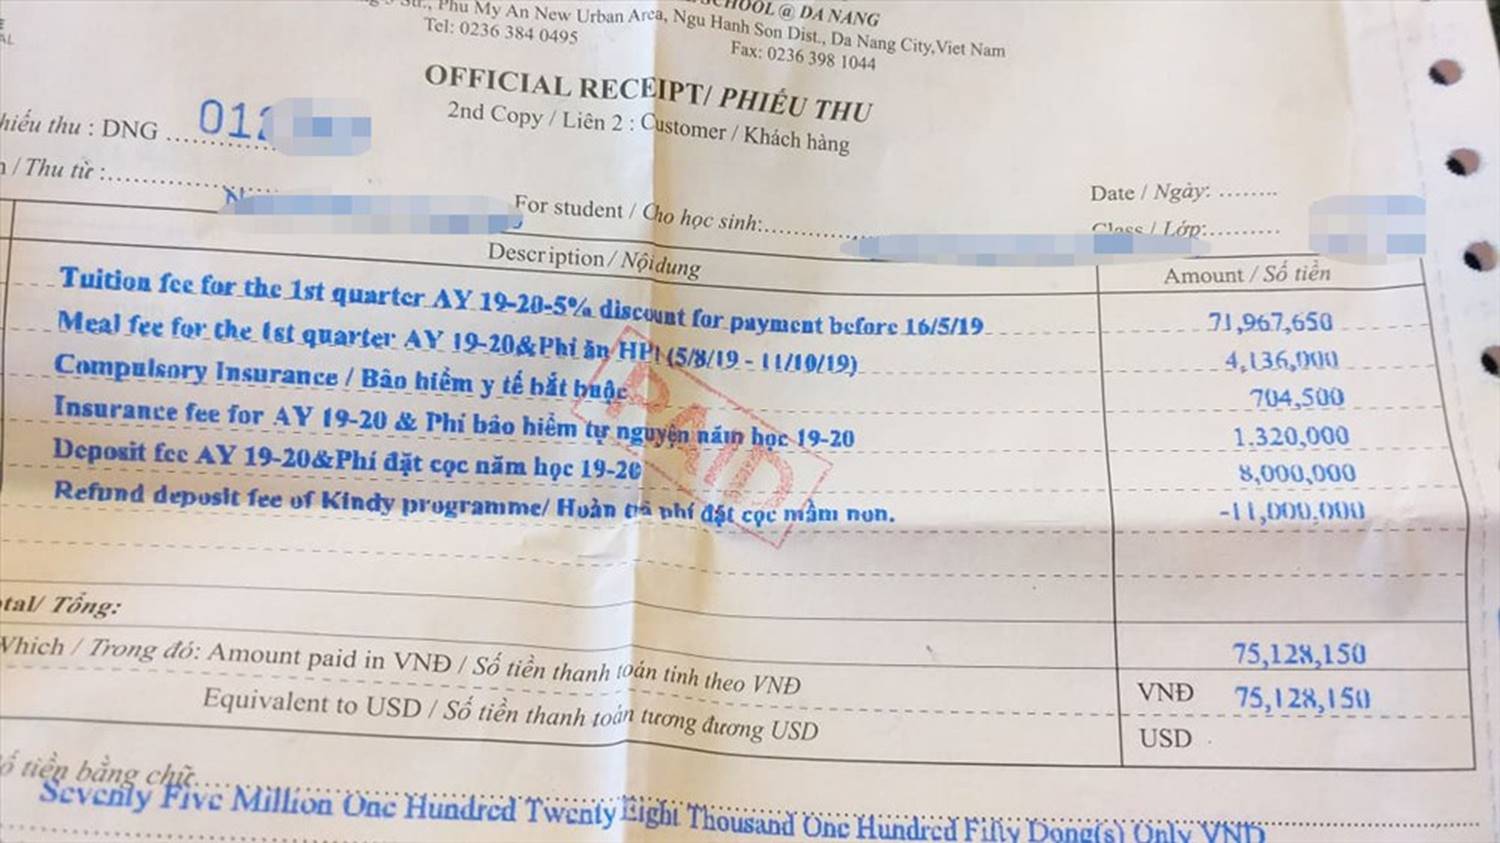 SCHOOL @ DA NANG
Phu My An New Urban Area, Ngu Hanh Son Dist., Da Nang City, Viet Nam
Tel: 0236 384 0495 Fax: 0236 398 1044
OFFICIAL RECEIPT/ PHIẾU THU
2nd Copy / Liên 2 : Customer / Khách hàng
hiếu thu : DNG 012
/ Thu từ :
For student / Cho học sinh:
Date / Ngày:
Class / Lớp:
Description / Nội dung Amount / Số tiền
Tuition fee for the 1st quarter AY 19-20-5% discount for payment before 16/5/19 71,967,650
Meal fee for the 1st quarter AY 19-20&Phí ăn HP1 (5/8/19 - 11/10/19) 4,136,000
Compulsory Insurance / Bảo hiểm y tế bắt buộc 704,500
Insurance fee for AY 19-20 & Phí bảo hiểm tự nguyện năm học 19-20 1.320,000
Deposit fee AY 19-20&Phí đặt cọc năm học 19-20 8,000,000
Refund deposit fee of Kindy programme/ Hoàn trả phí đặt cọc mầm non. -11,000,000
PAID
otal/ Tổng: 75,128,150
Which / Trong đó: Amount paid in VNĐ / Số tiền thanh toán tính theo VNĐ VNĐ 75,128,150
Equivalent to USD / Số tiền thanh toán tương đương USD USD
ố tiền bằng chữ
Seventy Five Million One Hundred Twenty Eight Thousand One Hundred Fifty Dong(s) Only VND